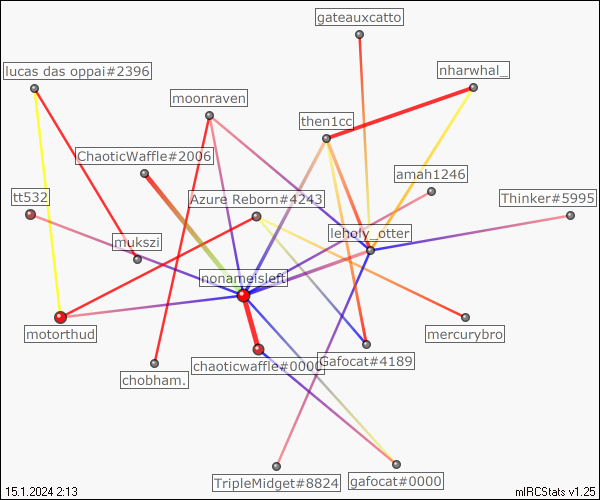 gateauxcatto
lucas das oppai#2396
nharwhal_
moonraven
then1cc
ChaoticWaffle#2006
amah1246
tt532
Azure Reborn#4243
Thinker#5995
leholy_otter
mukszi
nonameisleft
motorthud
mercurybro
chaoticwaffle#0000
Gafocat#4189
chobham.
TripleMidget#8824
gafocat#0000
15.1.2024 2:13
mIRCStats v1.25